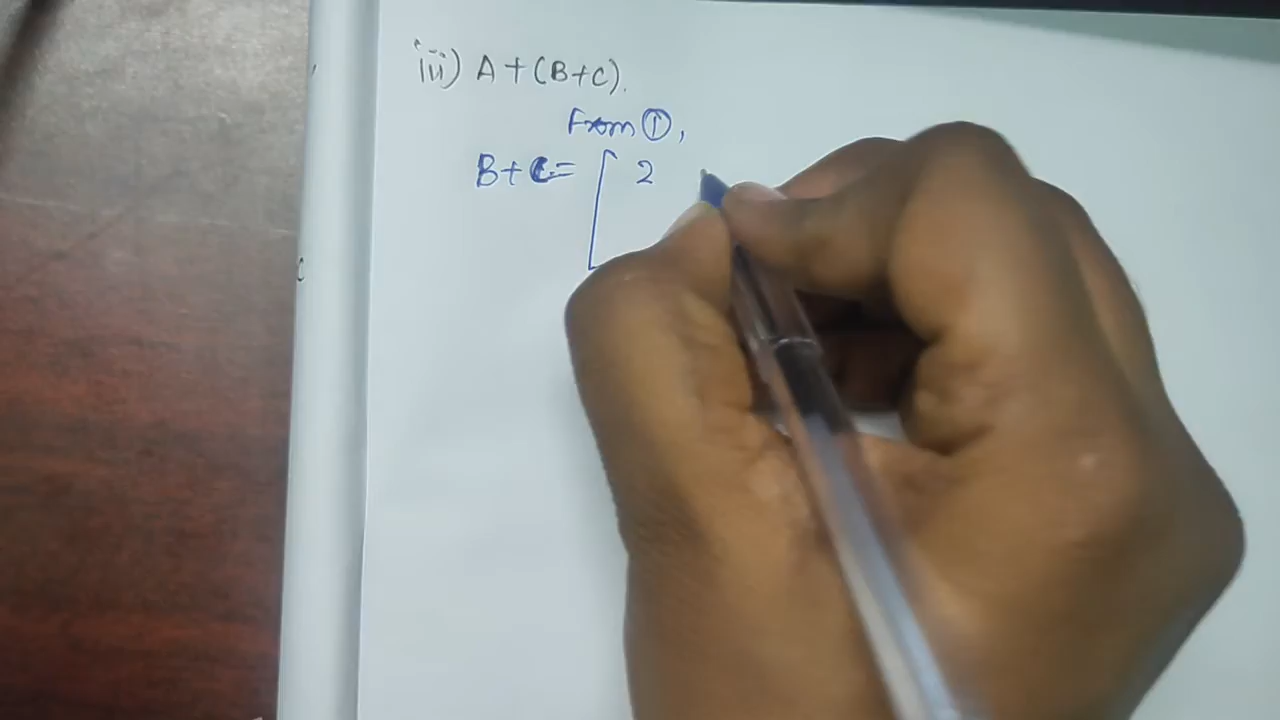 iii) A+(B+C).
From ①,
B+C= [ 2